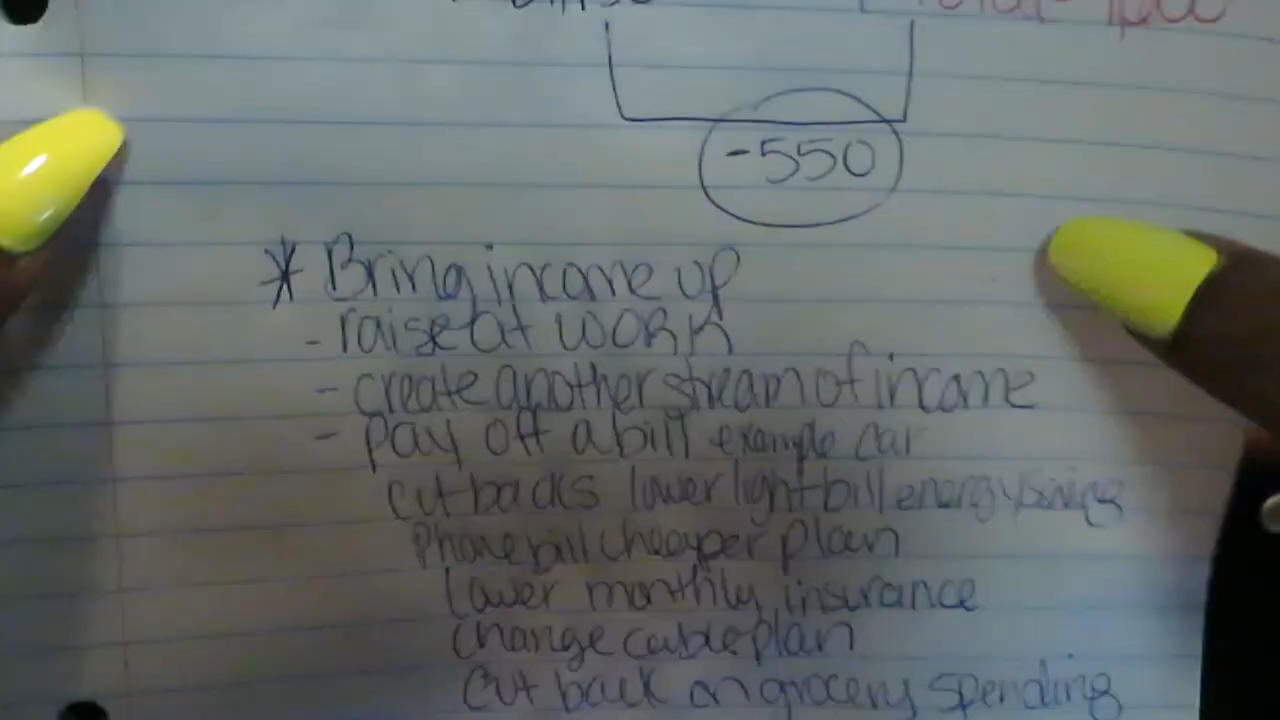 -550
* Bring income up
- raise at work
- create another stream of income
- pay off a bill example car
cut backs lower light bill energy
Phone bill cheaper plan
lower monthly insurance
change cable plan
cut back on grocery spending